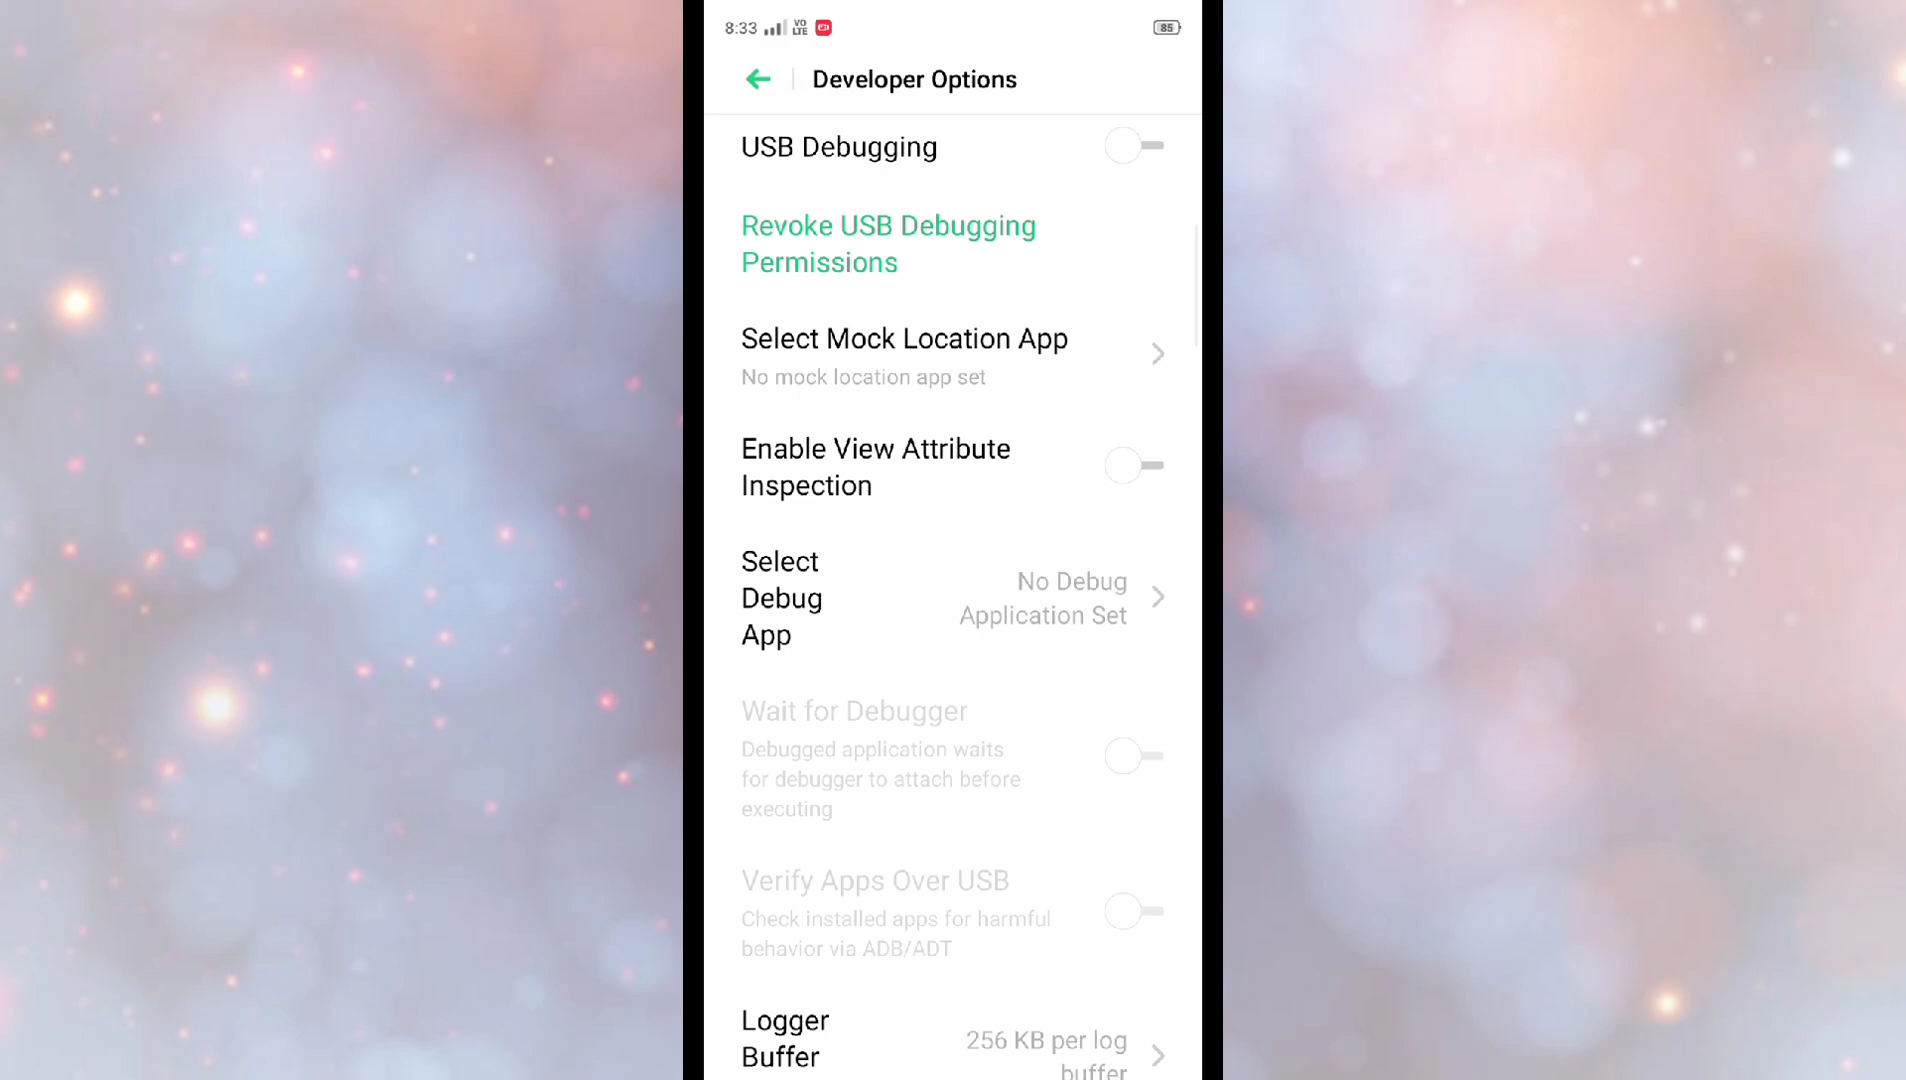 8:33 VO LTE 85
Developer Options
USB Debugging
Revoke USB Debugging
Permissions
Select Mock Location App
No mock location app set
Enable View Attribute
Inspection
Select
Debug
App
No Debug
Application Set
Wait for Debugger
Debugged application waits
for debugger to attach before
executing
Verify Apps Over USB
Check installed apps for harmful
behavior via ADB/ADT
Logger
Buffer
256 KB per log
buffer